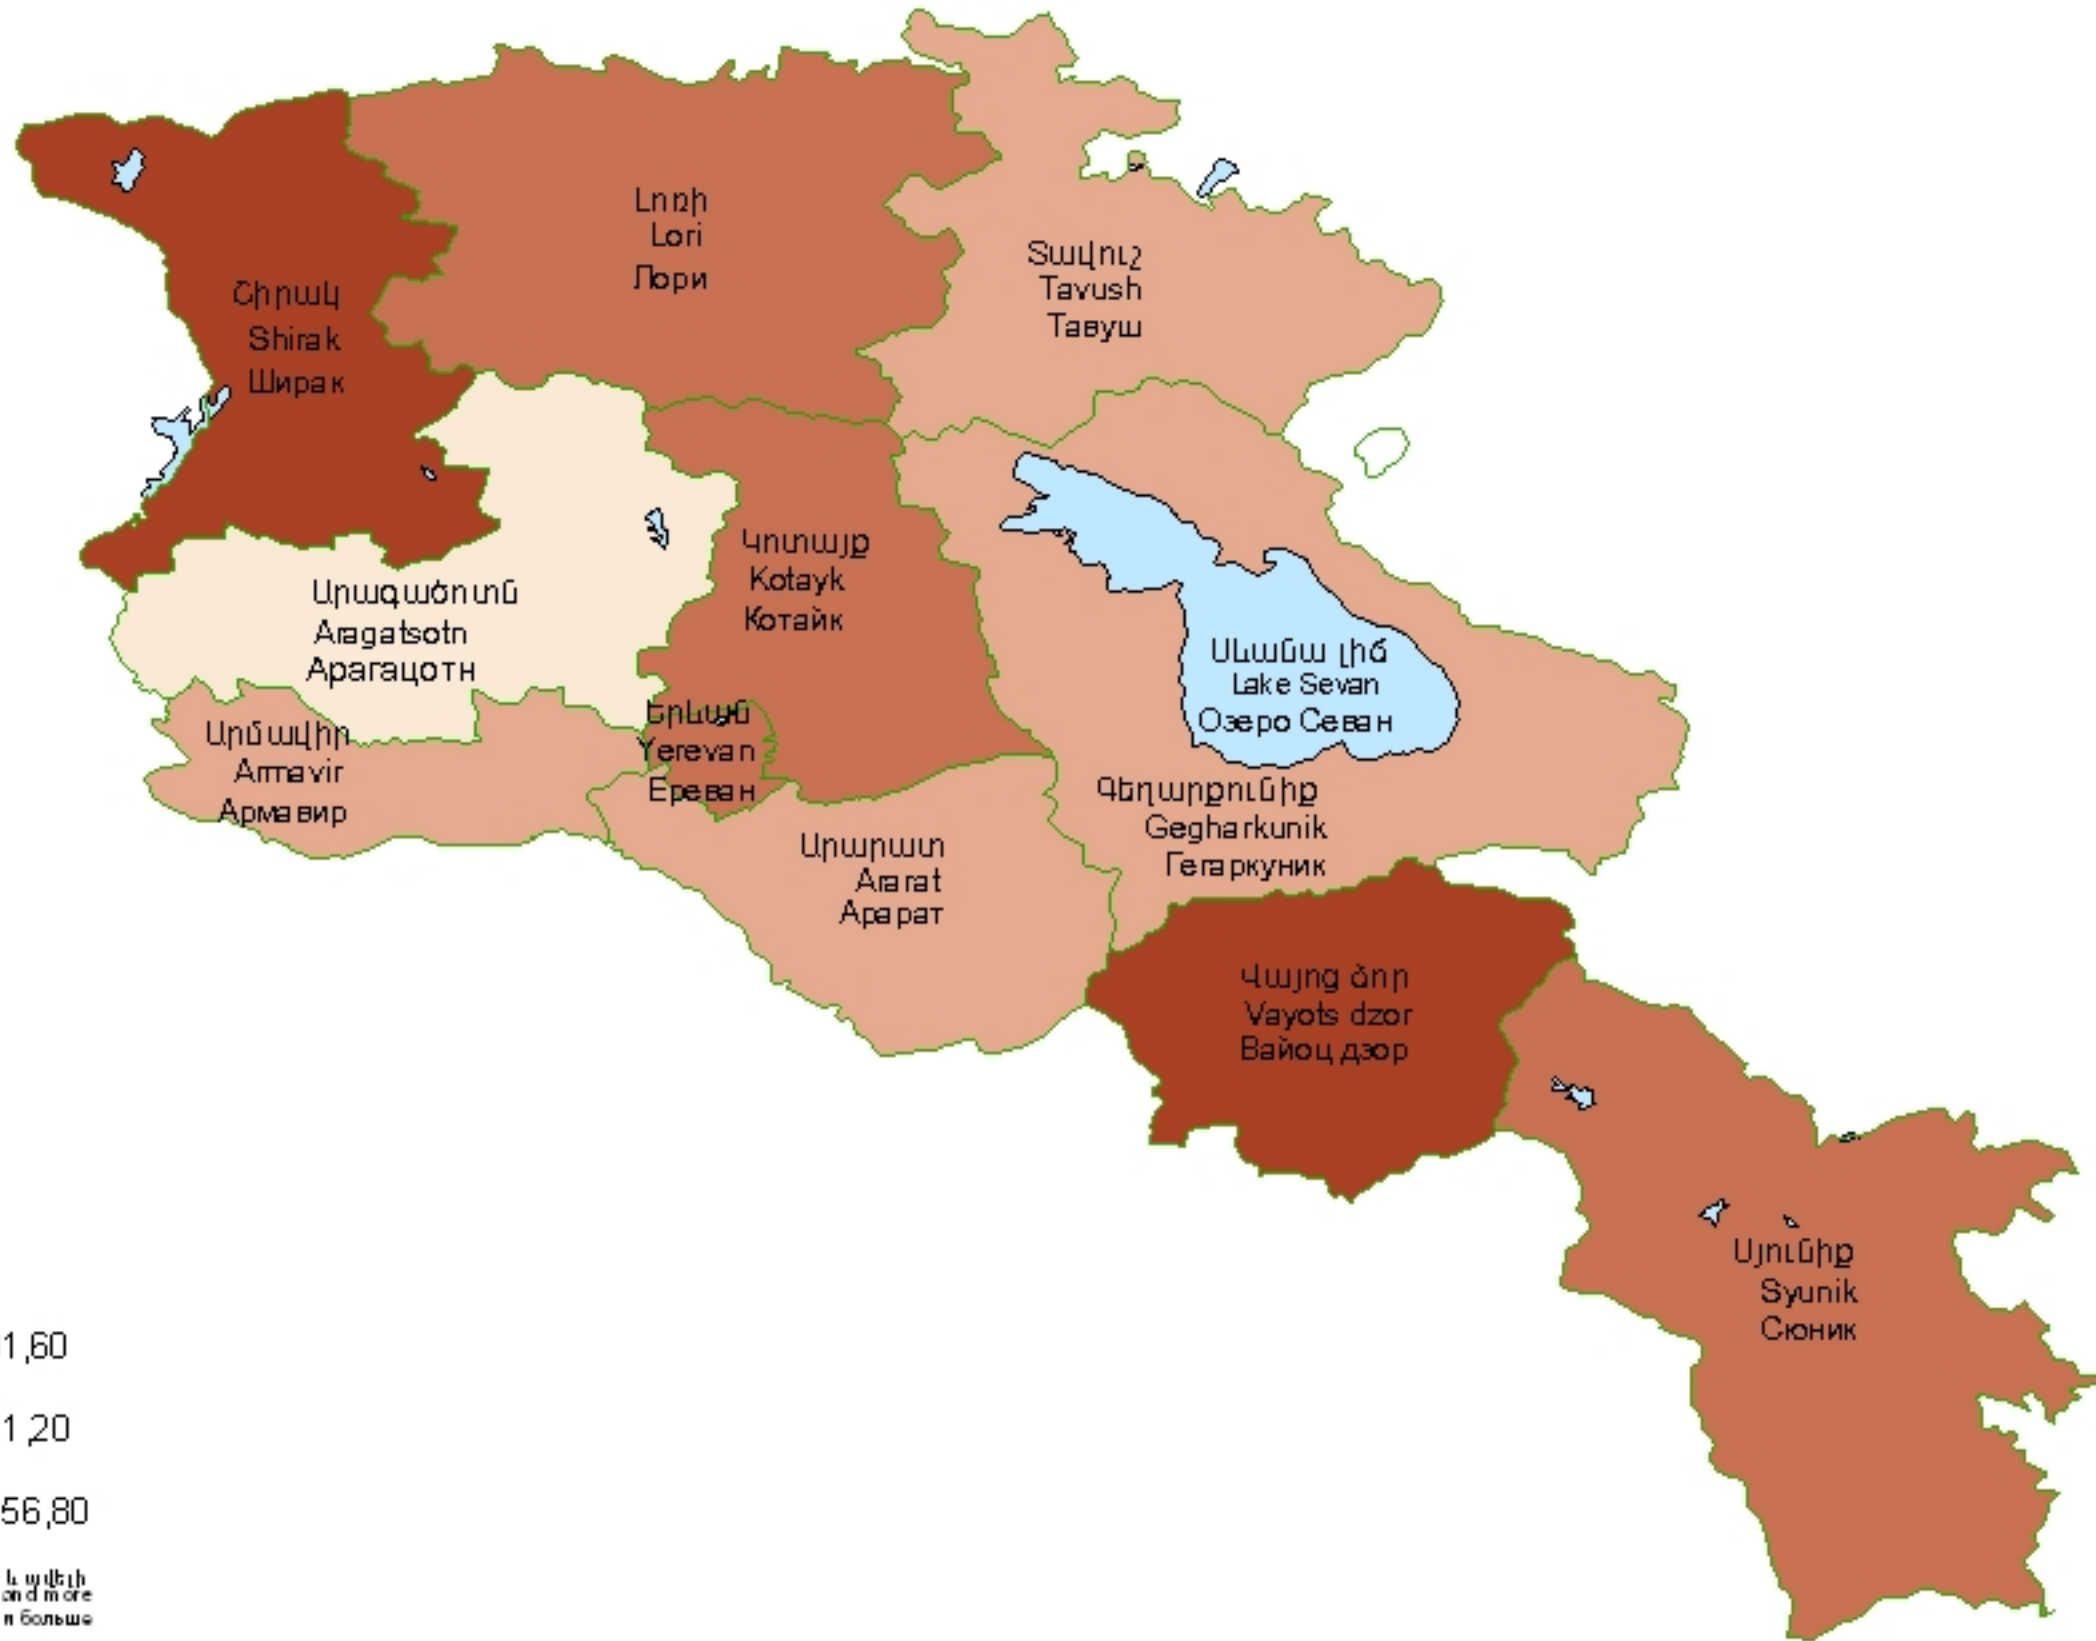 Լոռի
Lori
Лори
Տավուշ
Tavush
Тавуш
Շիրակ
Shirak
Ширак
Կոտայք
Kotayk
Котайк
Արագածոտն
Aragatsotn
Арагацотн
Սևանա լիճ
Lake Sevan
Озеро Севан
Երևան
Yerevan
Ереван
Արմավիր
Armavir
Армавир
Գեղարքունիք
Gegharkunik
Гегаркуник
Արարատ
Ararat
Арарат
Վայոց ձոր
Vayots dzor
Вайоц дзор
Սյունիք
Syunik
Сюник
1,60
1,20
56,80
և ավելի
and more
и больше